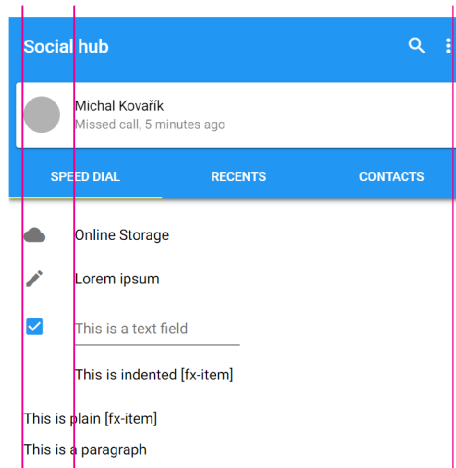 Social hub
Michal Kovařík
Missed call, 5 minutes ago
SPEED DIAL RECENTS CONTACTS
Online Storage
Lorem ipsum
This is a text field
This is indented [fx-item]
This is plain [fx-item]
This is a paragraph